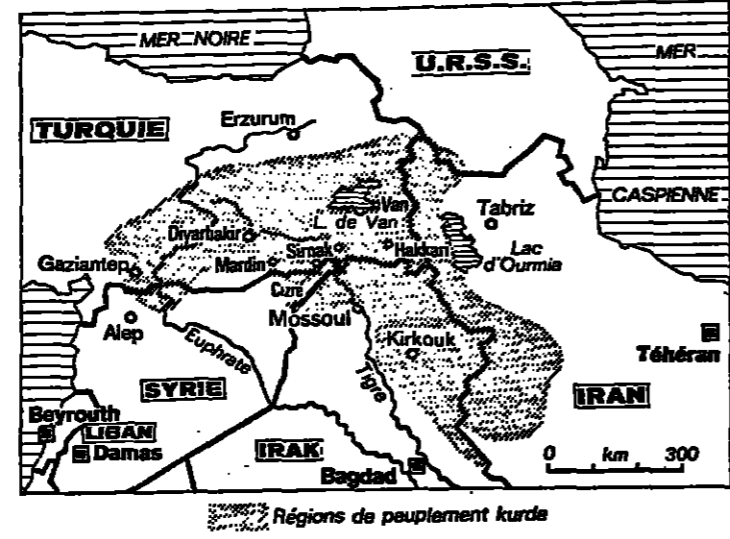 MER NOIRE
U.R.S.S.
MER
TURQUIE
Erzurum
CASPIENNE
Van
L. de Van
Tabriz
Diyarbakir
Lac
d'Ourmia
Sirnak
Hakkari
Gaziantep
Mardin
Cizre
Mossoul
Alep
Euphrate
Kirkouk
Tigre
Téhéran
SYRIE
IRAN
Beyrouth
LIBAN
Damas
IRAK
Bagdad
0 km 300
Régions de peuplement kurde